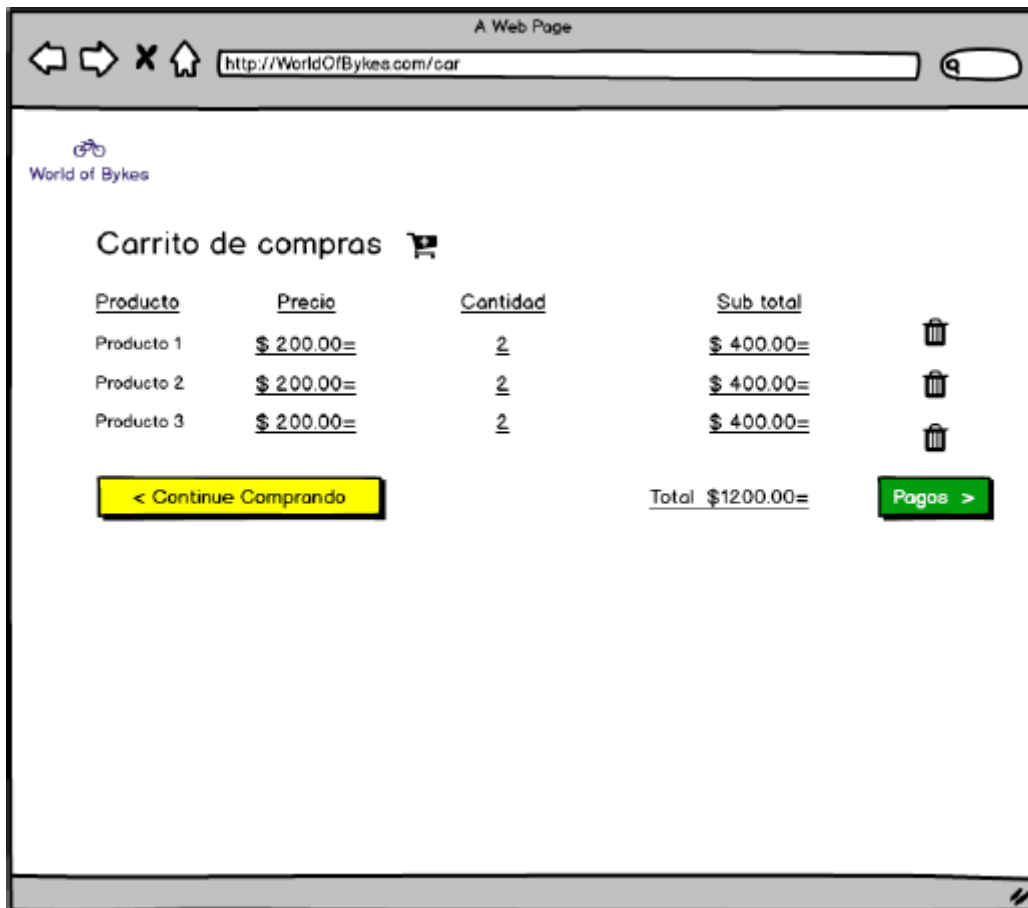 A Web Page
http://WorldOfBykes.com/car
World of Bykes
Carrito de compras
Producto Precio Cantidad Sub total
Producto 1 $ 200.00= 2 $ 400.00=
Producto 2 $ 200.00= 2 $ 400.00=
Producto 3 $ 200.00= 2 $ 400.00=
< Continue Comprando Total $1200.00= Pagos >